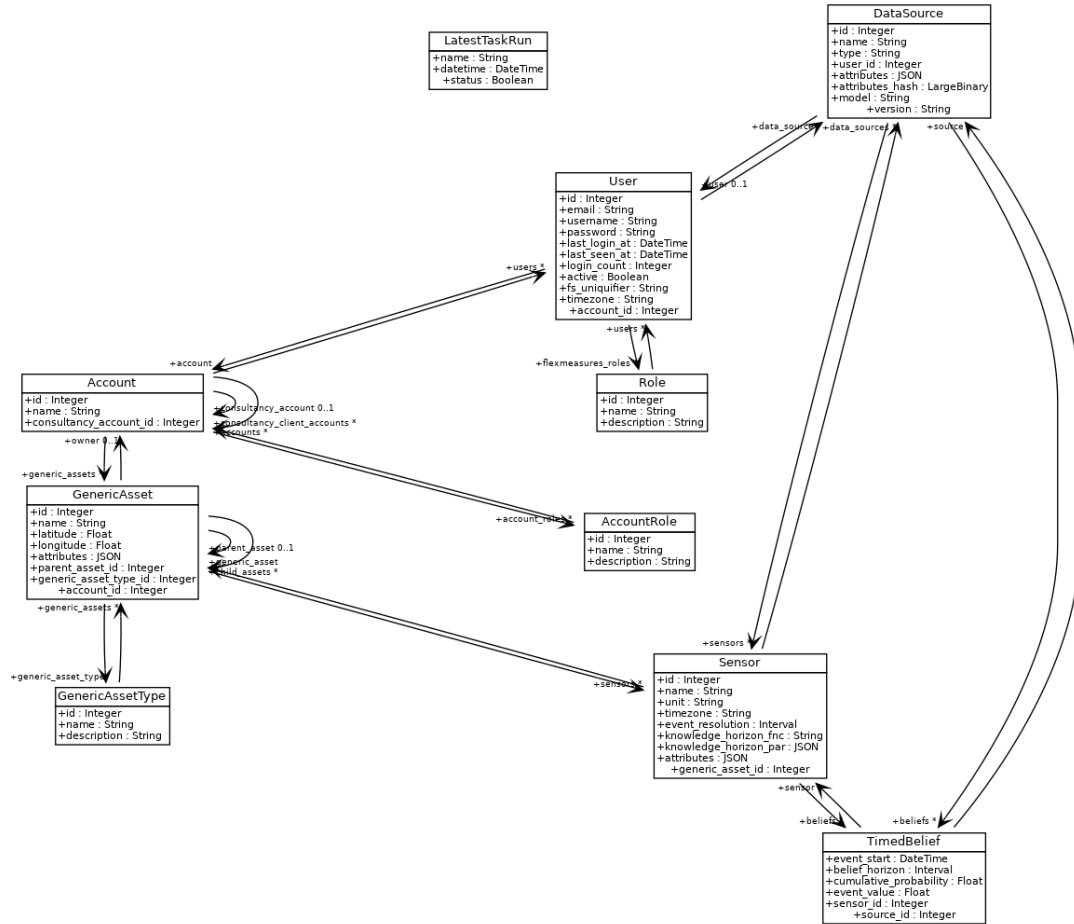 DataSource
+id : Integer
+name : String
+type : String
+user_id : Integer
+attributes : JSON
+attributes_hash : LargeBinary
+model : String
+version : String
LatestTaskRun
+name : String
+datetime : DateTime
+status : Boolean
+data_sources
+data_sources *
+source
User
+id : Integer
+email : String
+username : String
+password : String
+last_login_at : DateTime
+last_seen_at : DateTime
+login_count : Integer
+active : Boolean
+fs_uniquifier : String
+timezone : String
+account_id : Integer
+user 0..1
+users *
+users *
+account
+flexmeasures_roles
Role
+id : Integer
+name : String
+description : String
Account
+id : Integer
+name : String
+consultancy_account_id : Integer
+consultancy_account 0..1
+consultancy_client_accounts *
+accounts *
+owner 0..1
+generic_assets
GenericAsset
+id : Integer
+name : String
+latitude : Float
+longitude : Float
+attributes : JSON
+parent_asset_id : Integer
+generic_asset_type_id : Integer
+account_id : Integer
+parent_asset 0..1
+generic_asset
+child_assets *
+account_roles *
AccountRole
+id : Integer
+name : String
+description : String
+generic_assets *
+generic_asset_type
GenericAssetType
+id : Integer
+name : String
+description : String
+sensors *
+sensors *
Sensor
+id : Integer
+name : String
+unit : String
+timezone : String
+event_resolution : Interval
+knowledge_horizon_fnc : String
+knowledge_horizon_par : JSON
+attributes : JSON
+generic_asset_id : Integer
+sensor
+beliefs
+beliefs *
TimedBelief
+event_start : DateTime
+belief_horizon : Interval
+cumulative_probability : Float
+event_value : Float
+sensor_id : Integer
+source_id : Integer